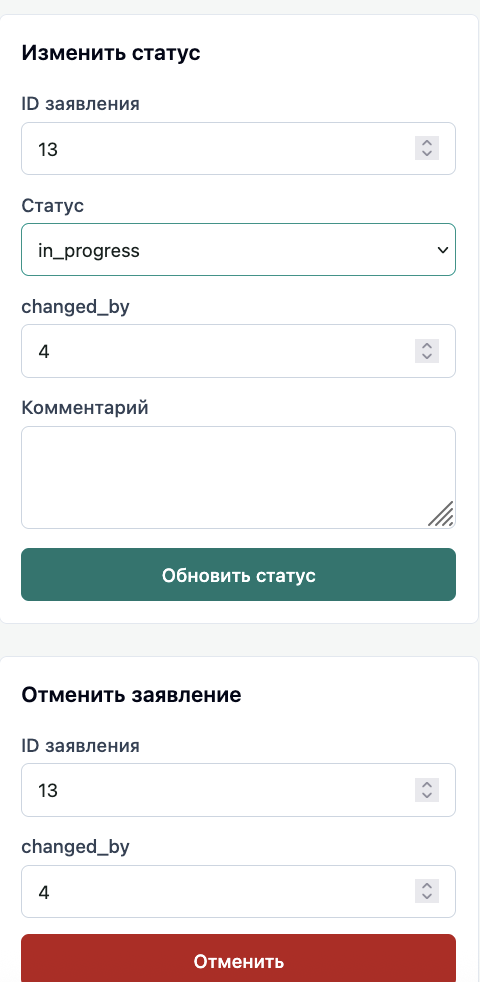 Изменить статус
ID заявления
13
Статус
in_progress
changed_by
4
Комментарий
Обновить статус
Отменить заявление
ID заявления
13
changed_by
4
Отменить